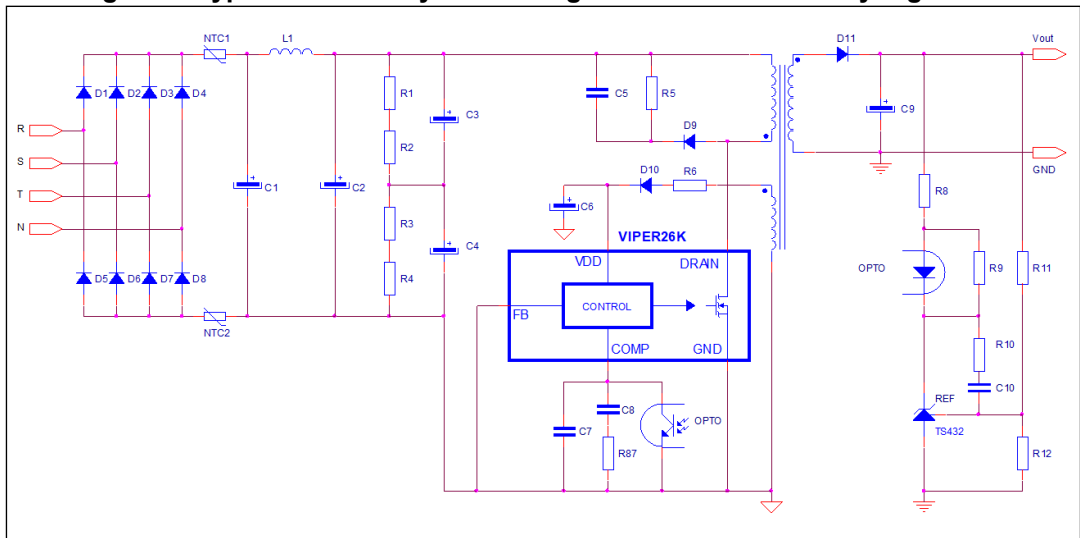 NTC1
L1
D11
Vout
D1
D2
D3
D4
R1
C5
R5
C9
R
C3
D9
R2
S
D10
R6
GND
C1
C2
R8
T
C6
R3
VIPER26K
N
C4
VDD
DRAIN
OPTO
R9
R11
D5
D6
D7
D8
R4
CONTROL
FB
NTC2
COMP
GND
R10
C10
C8
REF
C7
OPTO
TS432
R87
R12